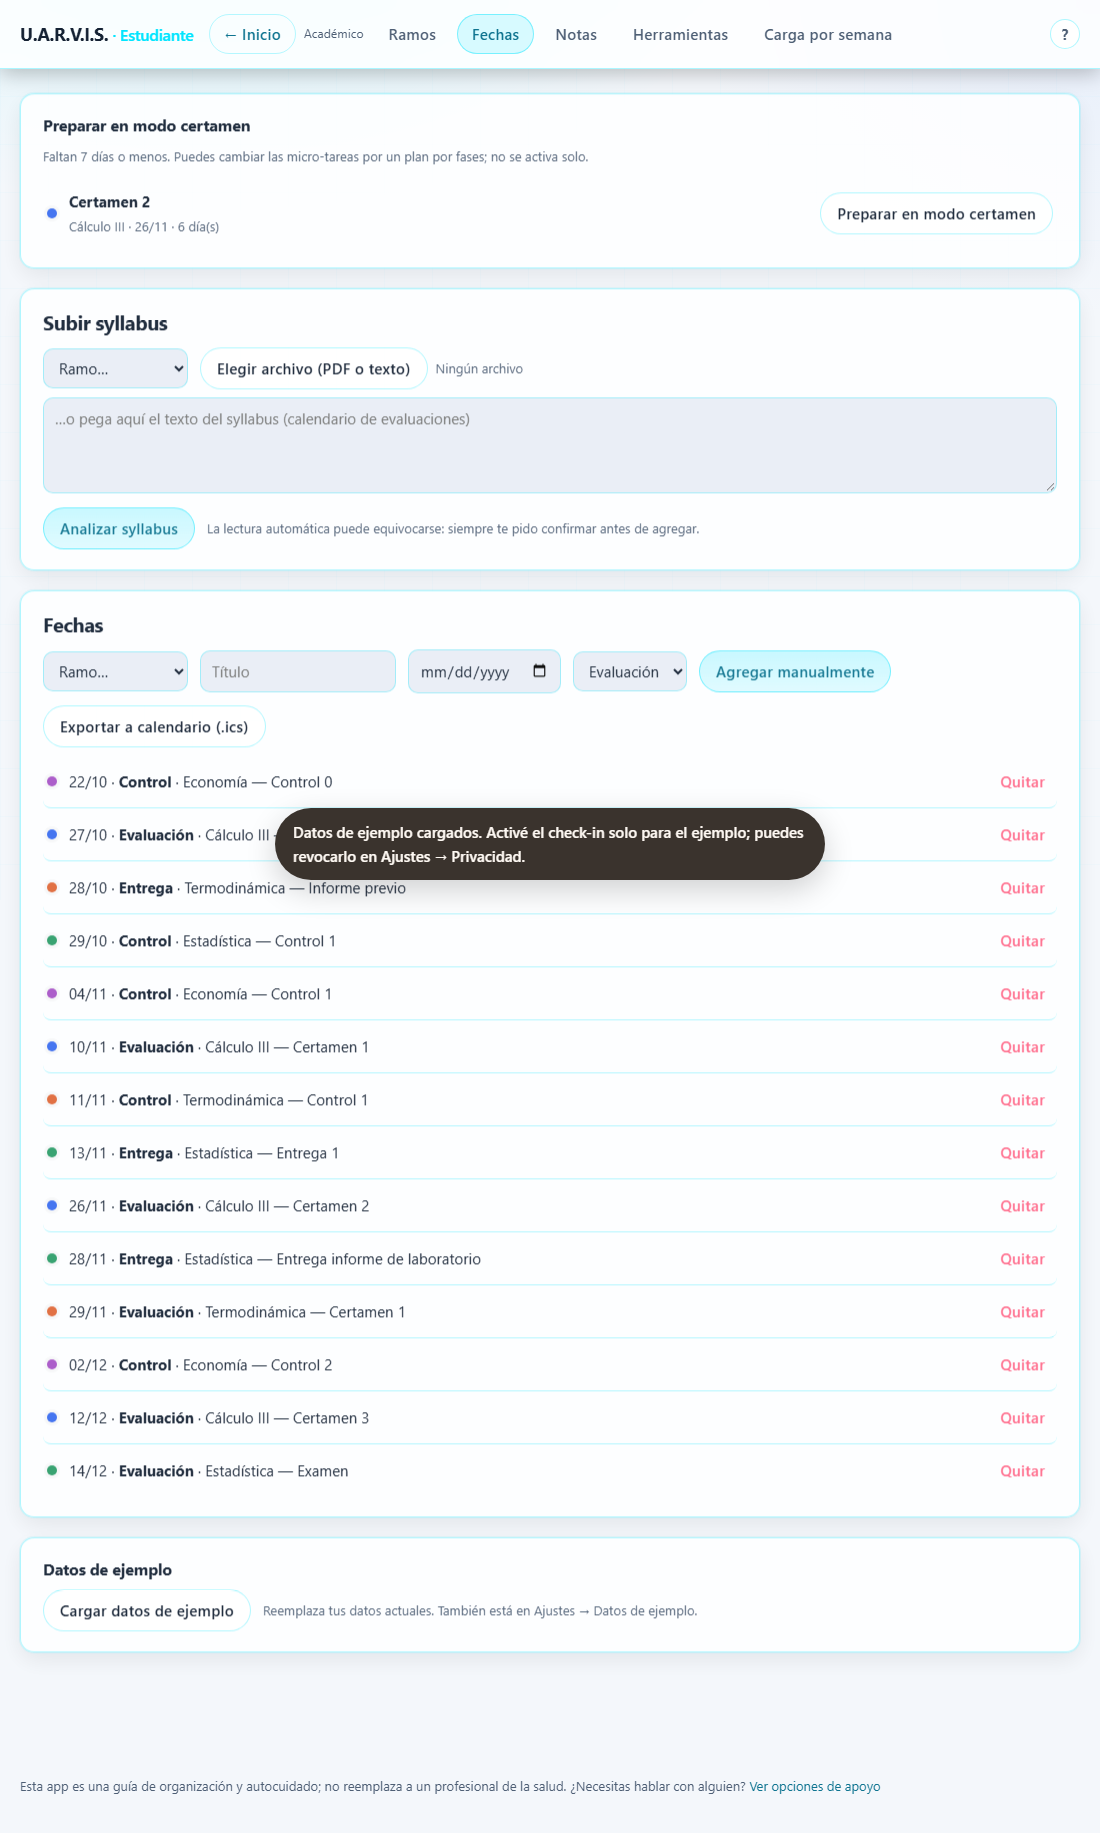 U.A.R.V.I.S. · Estudiante
← Inicio
Académico
Ramos
Fechas
Notas
Herramientas
Carga por semana
?
Preparar en modo certamen
Faltan 7 días o menos. Puedes cambiar las micro-tareas por un plan por fases; no se activa solo.
Certamen 2
Cálculo III · 26/11 · 6 día(s)
Preparar en modo certamen
Subir syllabus
Ramo...
Elegir archivo (PDF o texto)
Ningún archivo
...o pega aquí el texto del syllabus (calendario de evaluaciones)
Analizar syllabus
La lectura automática puede equivocarse: siempre te pido confirmar antes de agregar.
Fechas
Ramo...
Título
mm/dd/yyyy
Evaluación
Agregar manualmente
Exportar a calendario (.ics)
22/10 · Control · Economía — Control 0
Quitar
27/10 · Evaluación · Cálculo III
Quitar
Datos de ejemplo cargados. Activé el check-in solo para el ejemplo; puedes
revocarlo en Ajustes → Privacidad.
28/10 · Entrega · Termodinámica — Informe previo
Quitar
29/10 · Control · Estadística — Control 1
Quitar
04/11 · Control · Economía — Control 1
Quitar
10/11 · Evaluación · Cálculo III — Certamen 1
Quitar
11/11 · Control · Termodinámica — Control 1
Quitar
13/11 · Entrega · Estadística — Entrega 1
Quitar
26/11 · Evaluación · Cálculo III — Certamen 2
Quitar
28/11 · Entrega · Estadística — Entrega informe de laboratorio
Quitar
29/11 · Evaluación · Termodinámica — Certamen 1
Quitar
02/12 · Control · Economía — Control 2
Quitar
12/12 · Evaluación · Cálculo III — Certamen 3
Quitar
14/12 · Evaluación · Estadística — Examen
Quitar
Datos de ejemplo
Cargar datos de ejemplo
Reemplaza tus datos actuales. También está en Ajustes → Datos de ejemplo.
Esta app es una guía de organización y autocuidado; no reemplaza a un profesional de la salud. ¿Necesitas hablar con alguien? Ver opciones de apoyo